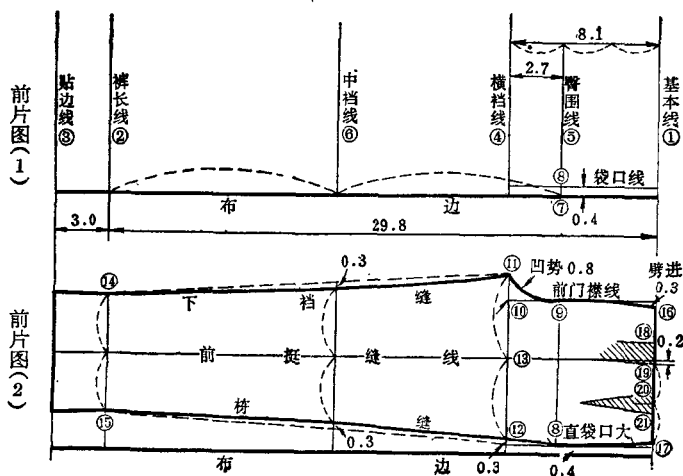 前片图(1)
贴边线③
裤长线②
中裆线⑥
横裆线④
臀围线⑤
基本线①
8.1
2.7
⑧
袋口线
布 边
⑦
0.4
3.0
29.8
前片图(2)
⑭
0.3
⑪
凹势0.8
劈进
0.3
下裆缝
⑩
前门襟线
⑨
⑯
⑱
0.2
前挺缝线
⑬
⑲
⑳
㉑
⑮
栋缝
⑫
⑧
直袋口大
⑰
0.3
布 边
0.3
0.4